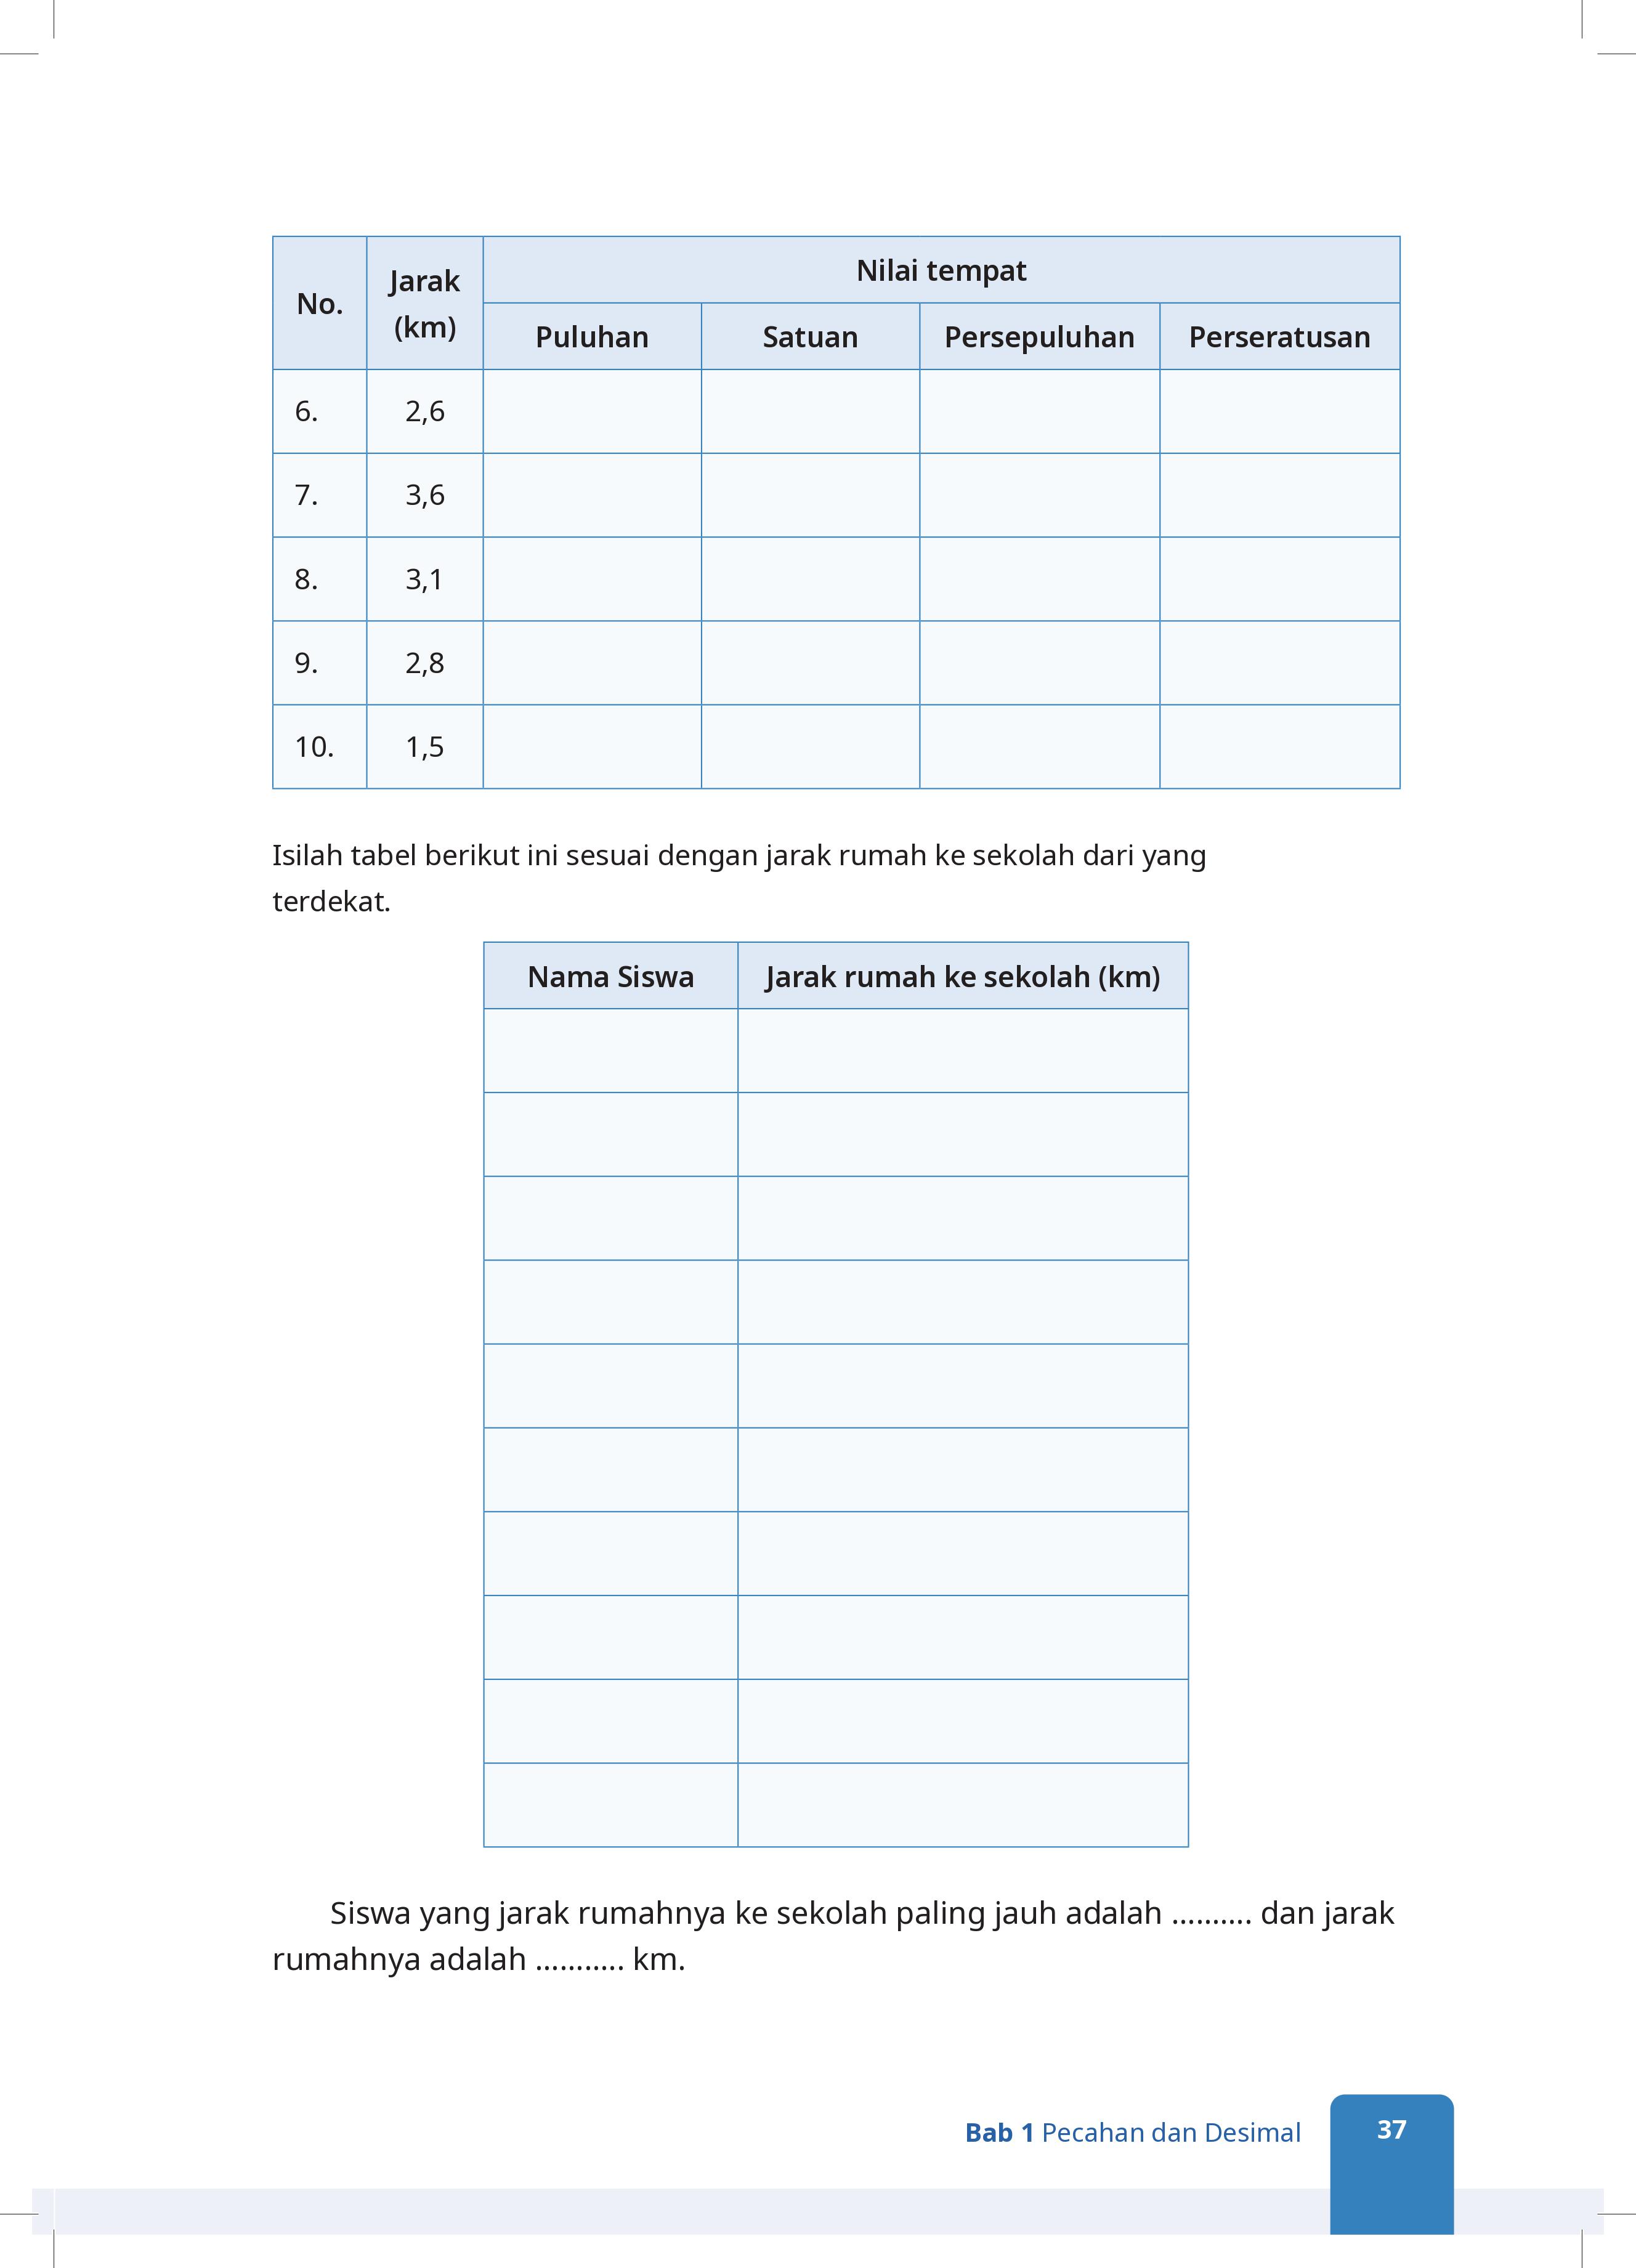 No.
Jarak
(km)
Nilai tempat
Puluhan Satuan Persepuluhan Perseratusan
6. 2,6
7. 3,6
8. 3,1
9. 2,8
10. 1,5
Isilah tabel berikut ini sesuai dengan jarak rumah ke sekolah dari yang
terdekat.
Nama Siswa Jarak rumah ke sekolah (km)
Siswa yang jarak rumahnya ke sekolah paling jauh adalah .......... dan jarak
rumahnya adalah ........... km.
Bab 1 Pecahan dan Desimal 37